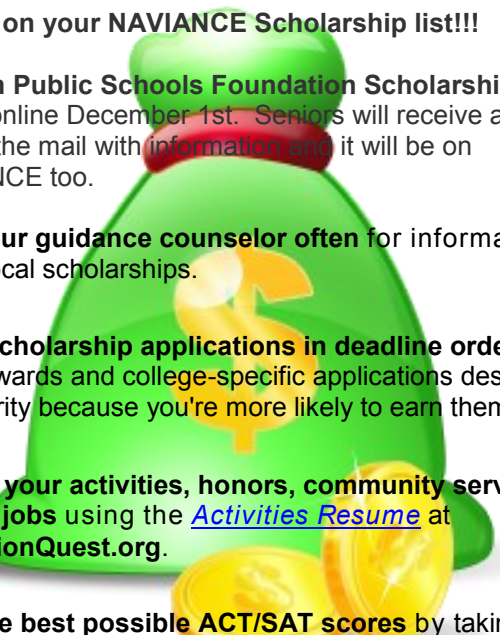 on your NAVIANCE Scholarship list!!!
n Public Schools Foundation Scholarshi
online December 1st. Seniors will receive a
the mail with information and it will be on
NCE too.
ur guidance counselor often for informa
ocal scholarships.
cholarship applications in deadline orde
wards and college-specific applications des
rity because you're more likely to earn them
your activities, honors, community serv
jobs using the Activities Resume at
ionQuest.org.
e best possible ACT/SAT scores by takin